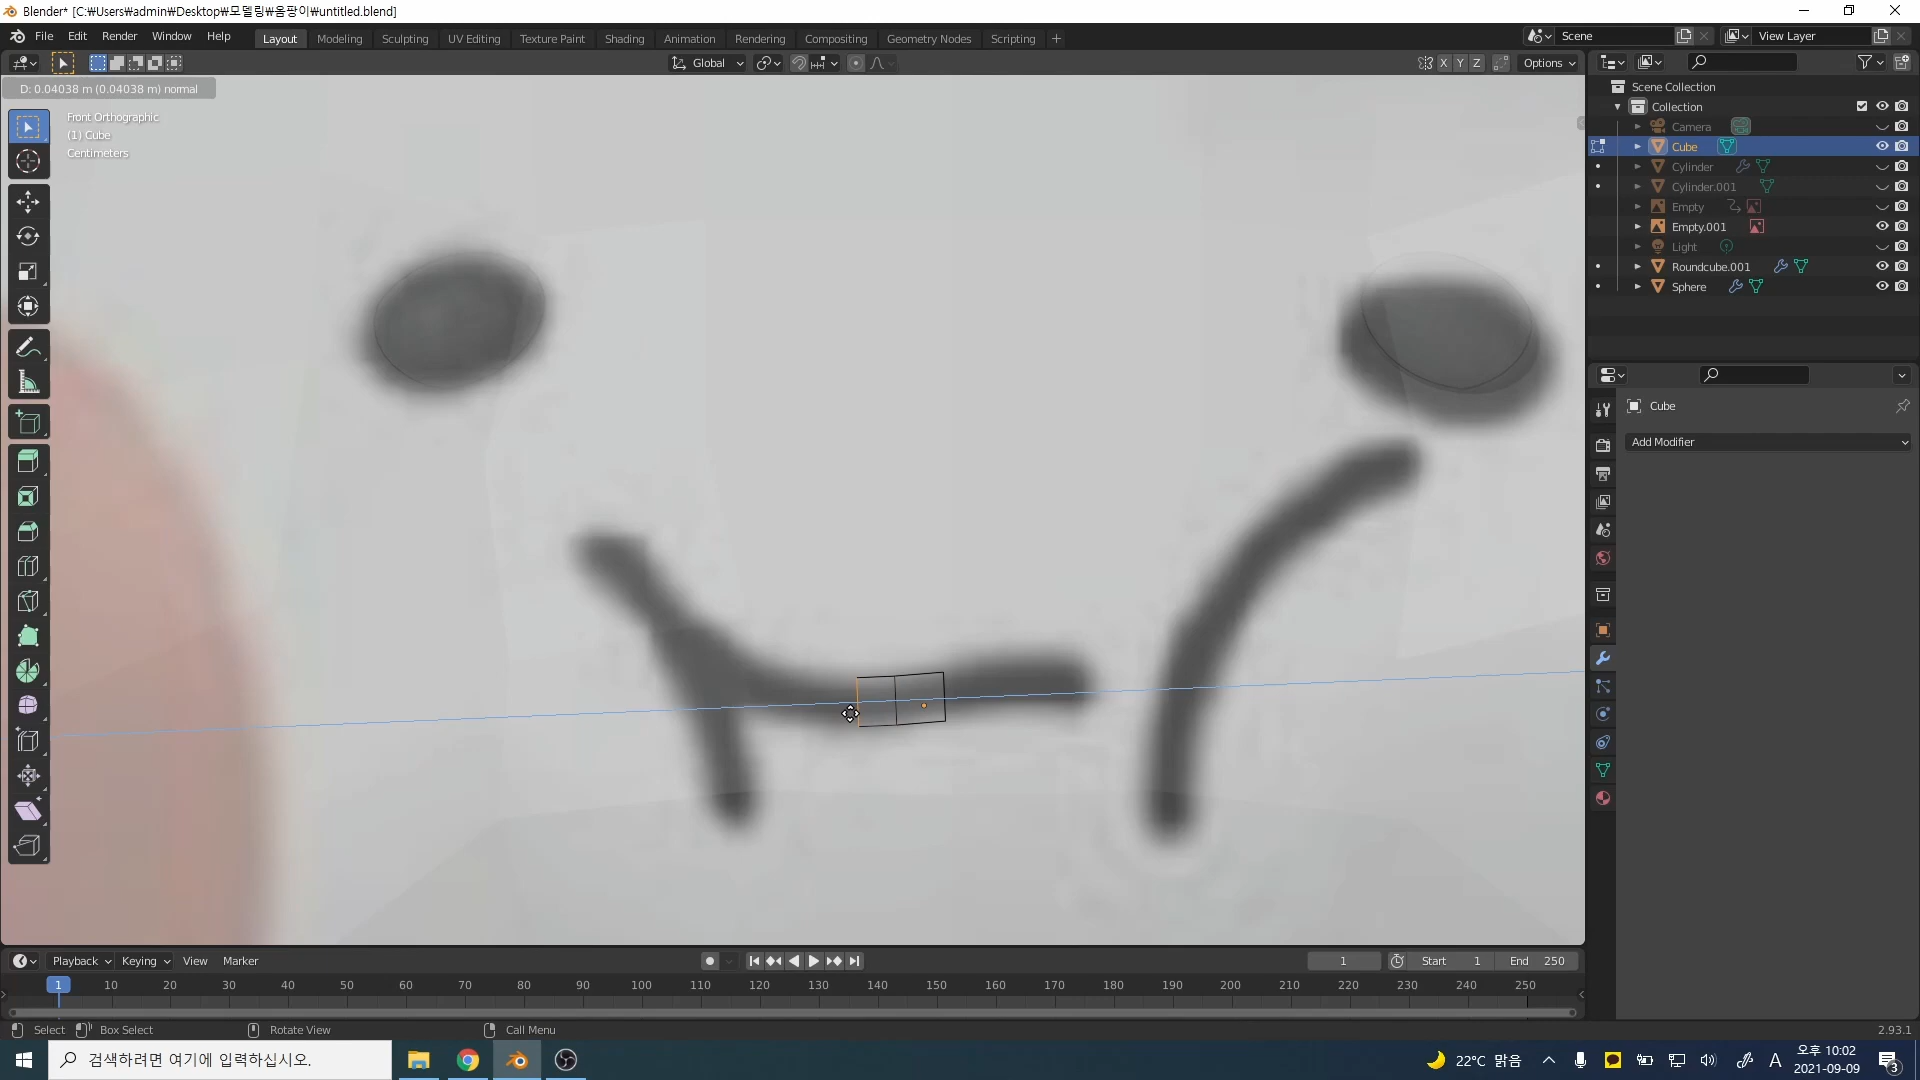 Blender* [C:₩Users₩admin₩Desktop₩모델링₩옴팡이₩untitled.blend]
File Edit Render Window Help
Layout Modeling Sculpting UV Editing Texture Paint Shading Animation Rendering Compositing Geometry Nodes Scripting +
Scene
View Layer
Global
X Y Z
Options
D: 0.04038 m (0.04038 m) normal
Front Orthographic
(1) Cube
Centimeters
Scene Collection
Collection
Camera
Cube
Cylinder
Cylinder.001
Empty
Empty.001
Light
Roundcube.001
Sphere
Cube
Add Modifier
Playback Keying View Marker
1
Start 1
End 250
1 10 20 30 40 50 60 70 80 90 100 110 120 130 140 150 160 170 180 190 200 210 220 230 240 250
Select Box Select Rotate View Call Menu
2.93.1
검색하려면 여기에 입력하십시오.
22℃ 맑음
A
오후 10:02
2021-09-09
3